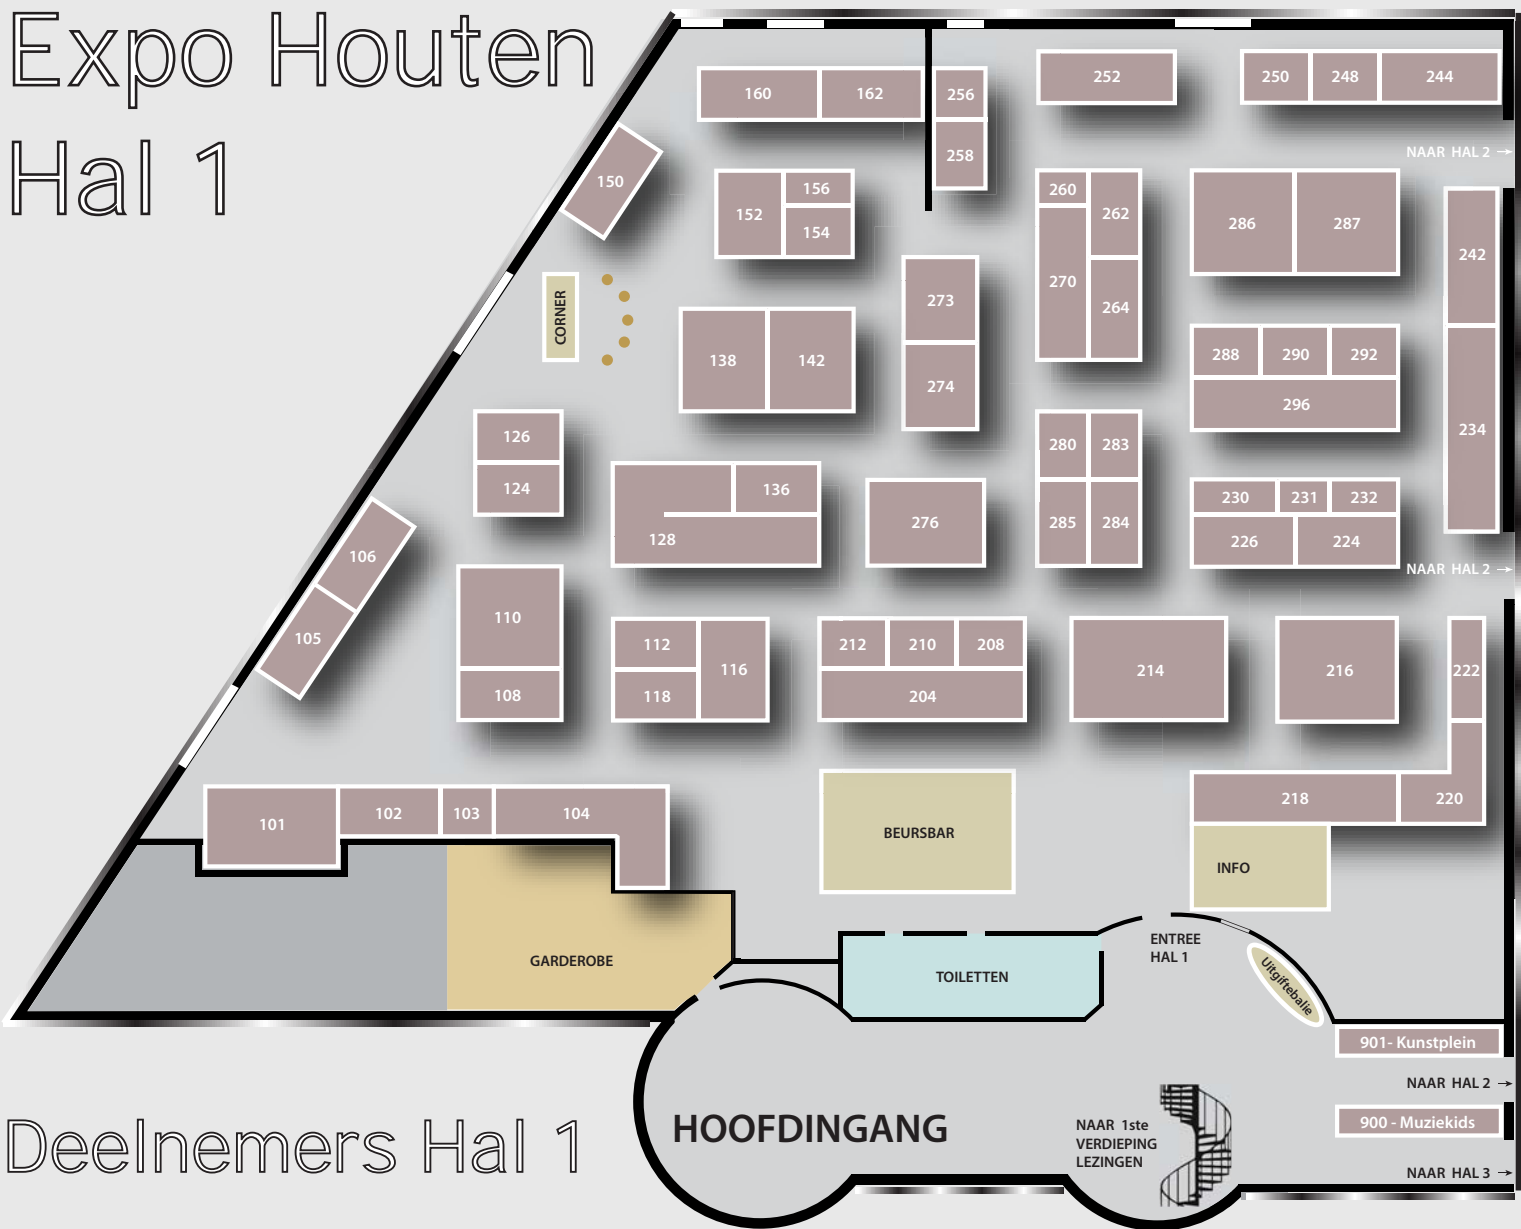 Expo Houten
Hal 1
160
162
256
258
252
250
248
244
NAAR HAL 2
150
152
156
154
260
262
270
264
286
287
242
CORNER
273
274
138
142
288
290
292
296
234
126
124
128
136
276
280
283
285
284
230
231
232
226
224
NAAR HAL 2
106
105
110
108
112
116
118
212
210
208
204
214
216
222
101
102
103
104
BEURSBAR
218
220
INFO
GARDEROBE
TOILETTEN
ENTREE
HAL 1
Uitgiftebalie
901- Kunstplein
NAAR HAL 2
900 - Muziekids
NAAR HAL 3
HOOFDINGANG
NAAR 1ste
VERDIEPING
LEZINGEN
Deelnemers Hal 1